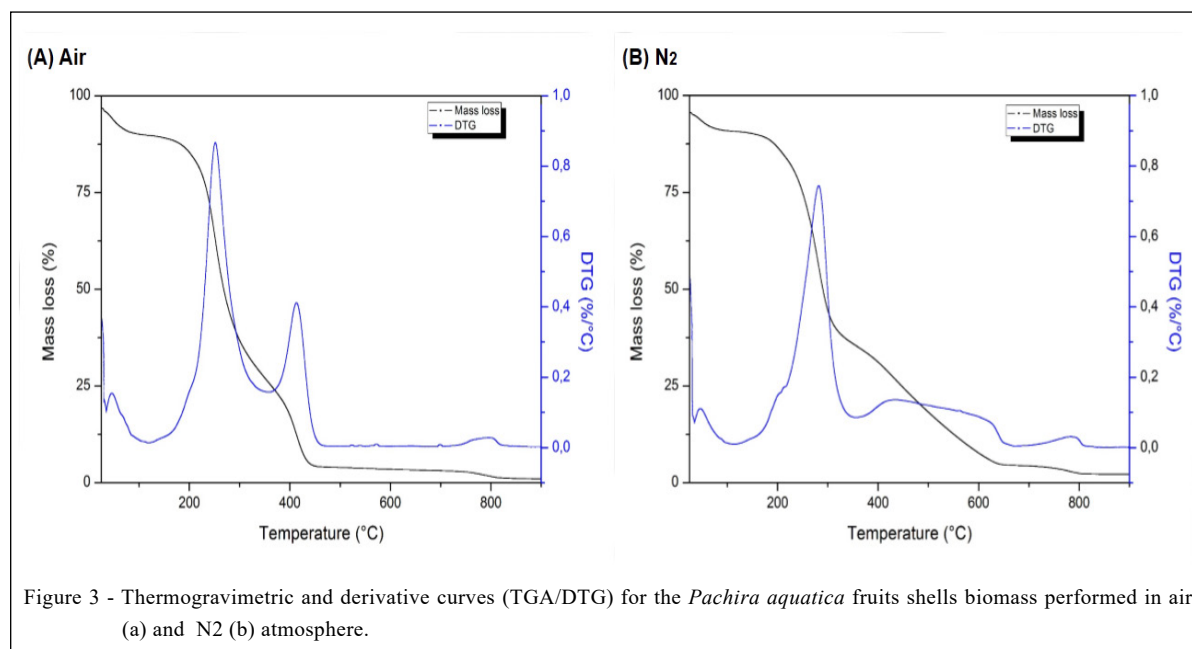 (A) Air
Mass loss
DTG
100
75
50
25
0
Mass loss (%)
1,0
0,8
0,6
0,4
0,2
0,0
DTG (%/°C)
200
400
600
800
Temperature (°C)
(B) N2
Mass loss
DTG
100
75
50
25
0
Mass loss (%)
1,0
0,8
0,6
0,4
0,2
0,0
DTG (%/°C)
200
400
600
800
Temperature (°C)
Figure 3 - Thermogravimetric and derivative curves (TGA/DTG) for the Pachira aquatica fruits shells biomass performed in air
(a) and N2 (b) atmosphere.